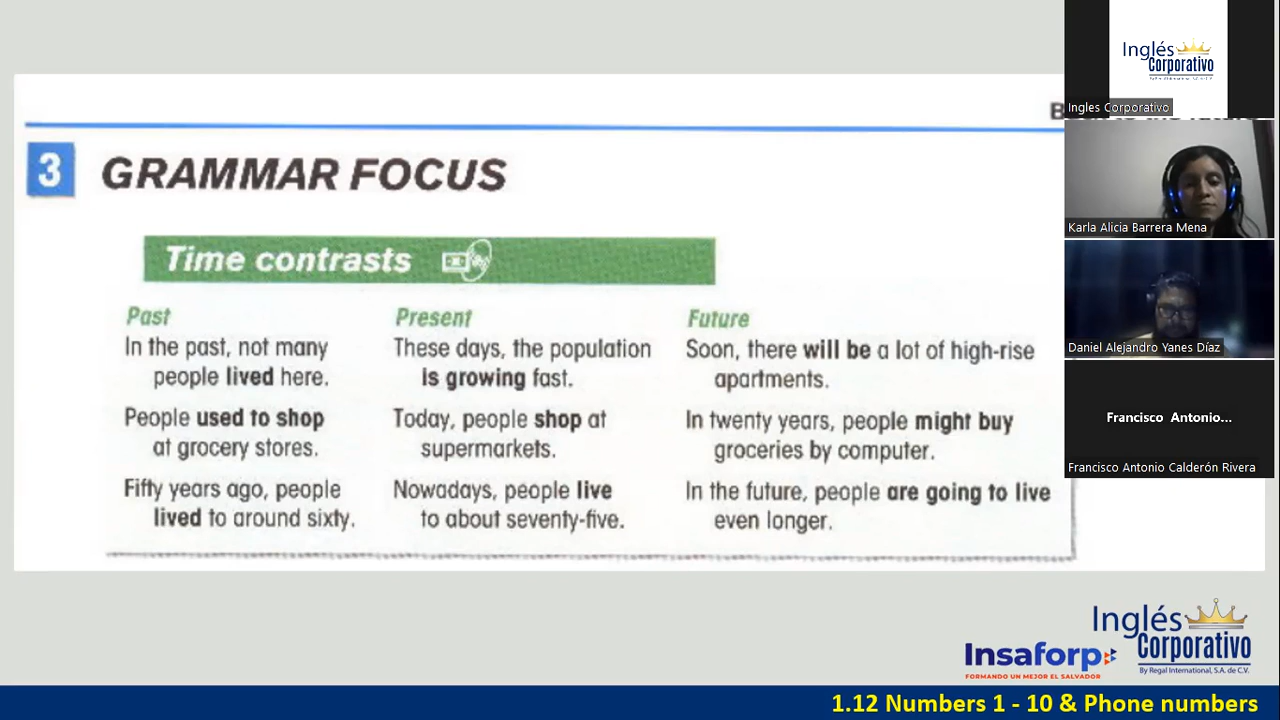 3 GRAMMAR FOCUS
Time contrasts
Past
In the past, not many
people lived here.
People used to shop
at grocery stores.
Fifty years ago, people
lived to around sixty.
Present
These days, the population
is growing fast.
Today, people shop at
supermarkets.
Nowadays, people live
to about seventy-five.
Future
Soon, there will be a lot of high-rise
apartments.
In twenty years, people might buy
groceries by computer.
In the future, people are going to live
even longer.
Inglés
Corporativo
Ingles Corporativo
Karla Alicia Barrera Mena
Daniel Alejandro Yanes Díaz
Francisco Antonio...
Francisco Antonio Calderón Rivera
Insaforp
FORMANDO UN MEJOR EL SALVADOR
Inglés
Corporativo
By Regal International, S.A. de C.V.
1.12 Numbers 1 - 10 & Phone numbers